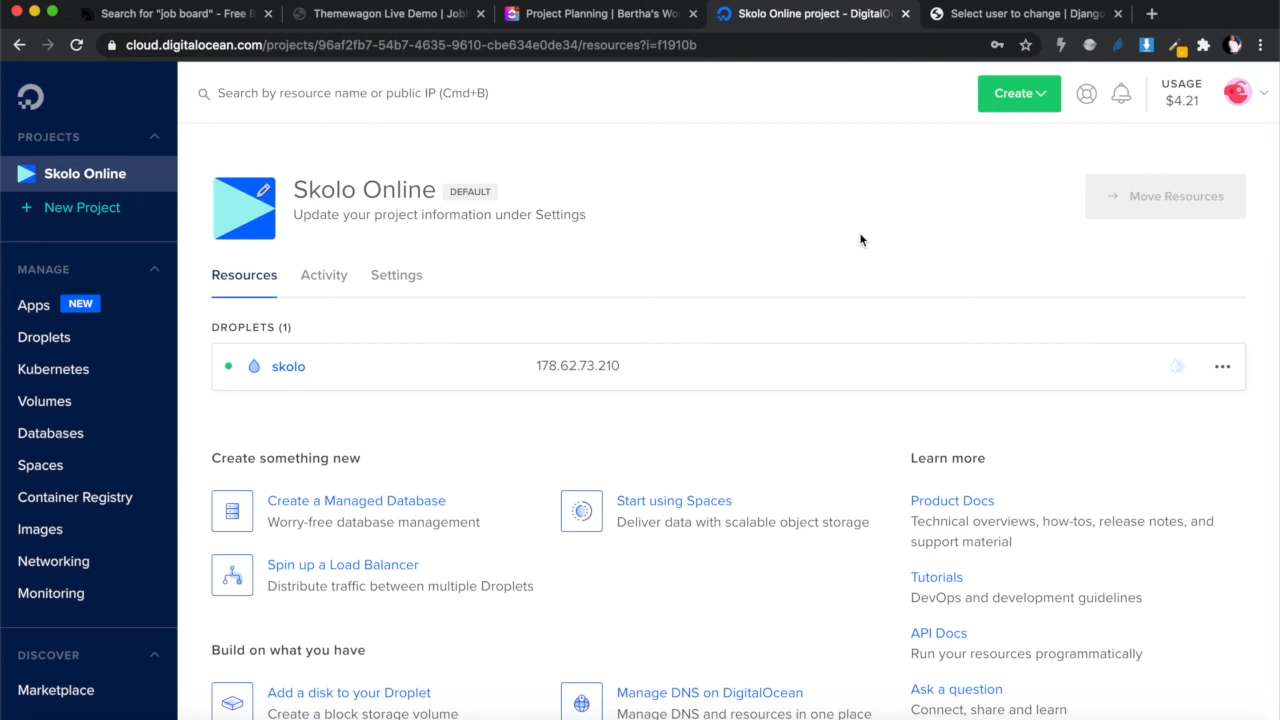 Search for "job board" - Free B
Themewagon Live Demo | Job
Project Planning | Bertha's Wo
Skolo Online project - DigitalO
Select user to change | Django
cloud.digitalocean.com/projects/96af2fb7-54b7-4635-9610-cbe634e0de34/resources?i=f1910b
Search by resource name or public IP (Cmd+B)
Create
USAGE
$4.21
PROJECTS
Skolo Online
+ New Project
MANAGE
Apps NEW
Droplets
Kubernetes
Volumes
Databases
Spaces
Container Registry
Images
Networking
Monitoring
DISCOVER
Marketplace
Skolo Online DEFAULT
Update your project information under Settings
Move Resources
Resources Activity Settings
DROPLETS (1)
skolo 178.62.73.210
Create something new
Create a Managed Database
Worry-free database management
Start using Spaces
Deliver data with scalable object storage
Spin up a Load Balancer
Distribute traffic between multiple Droplets
Build on what you have
Add a disk to your Droplet
Create a block storage volume
Manage DNS on DigitalOcean
Manage DNS and resources in one place
Learn more
Product Docs
Technical overviews, how-tos, release notes, and
support material
Tutorials
DevOps and development guidelines
API Docs
Run your resources programmatically
Ask a question
Connect, share and learn